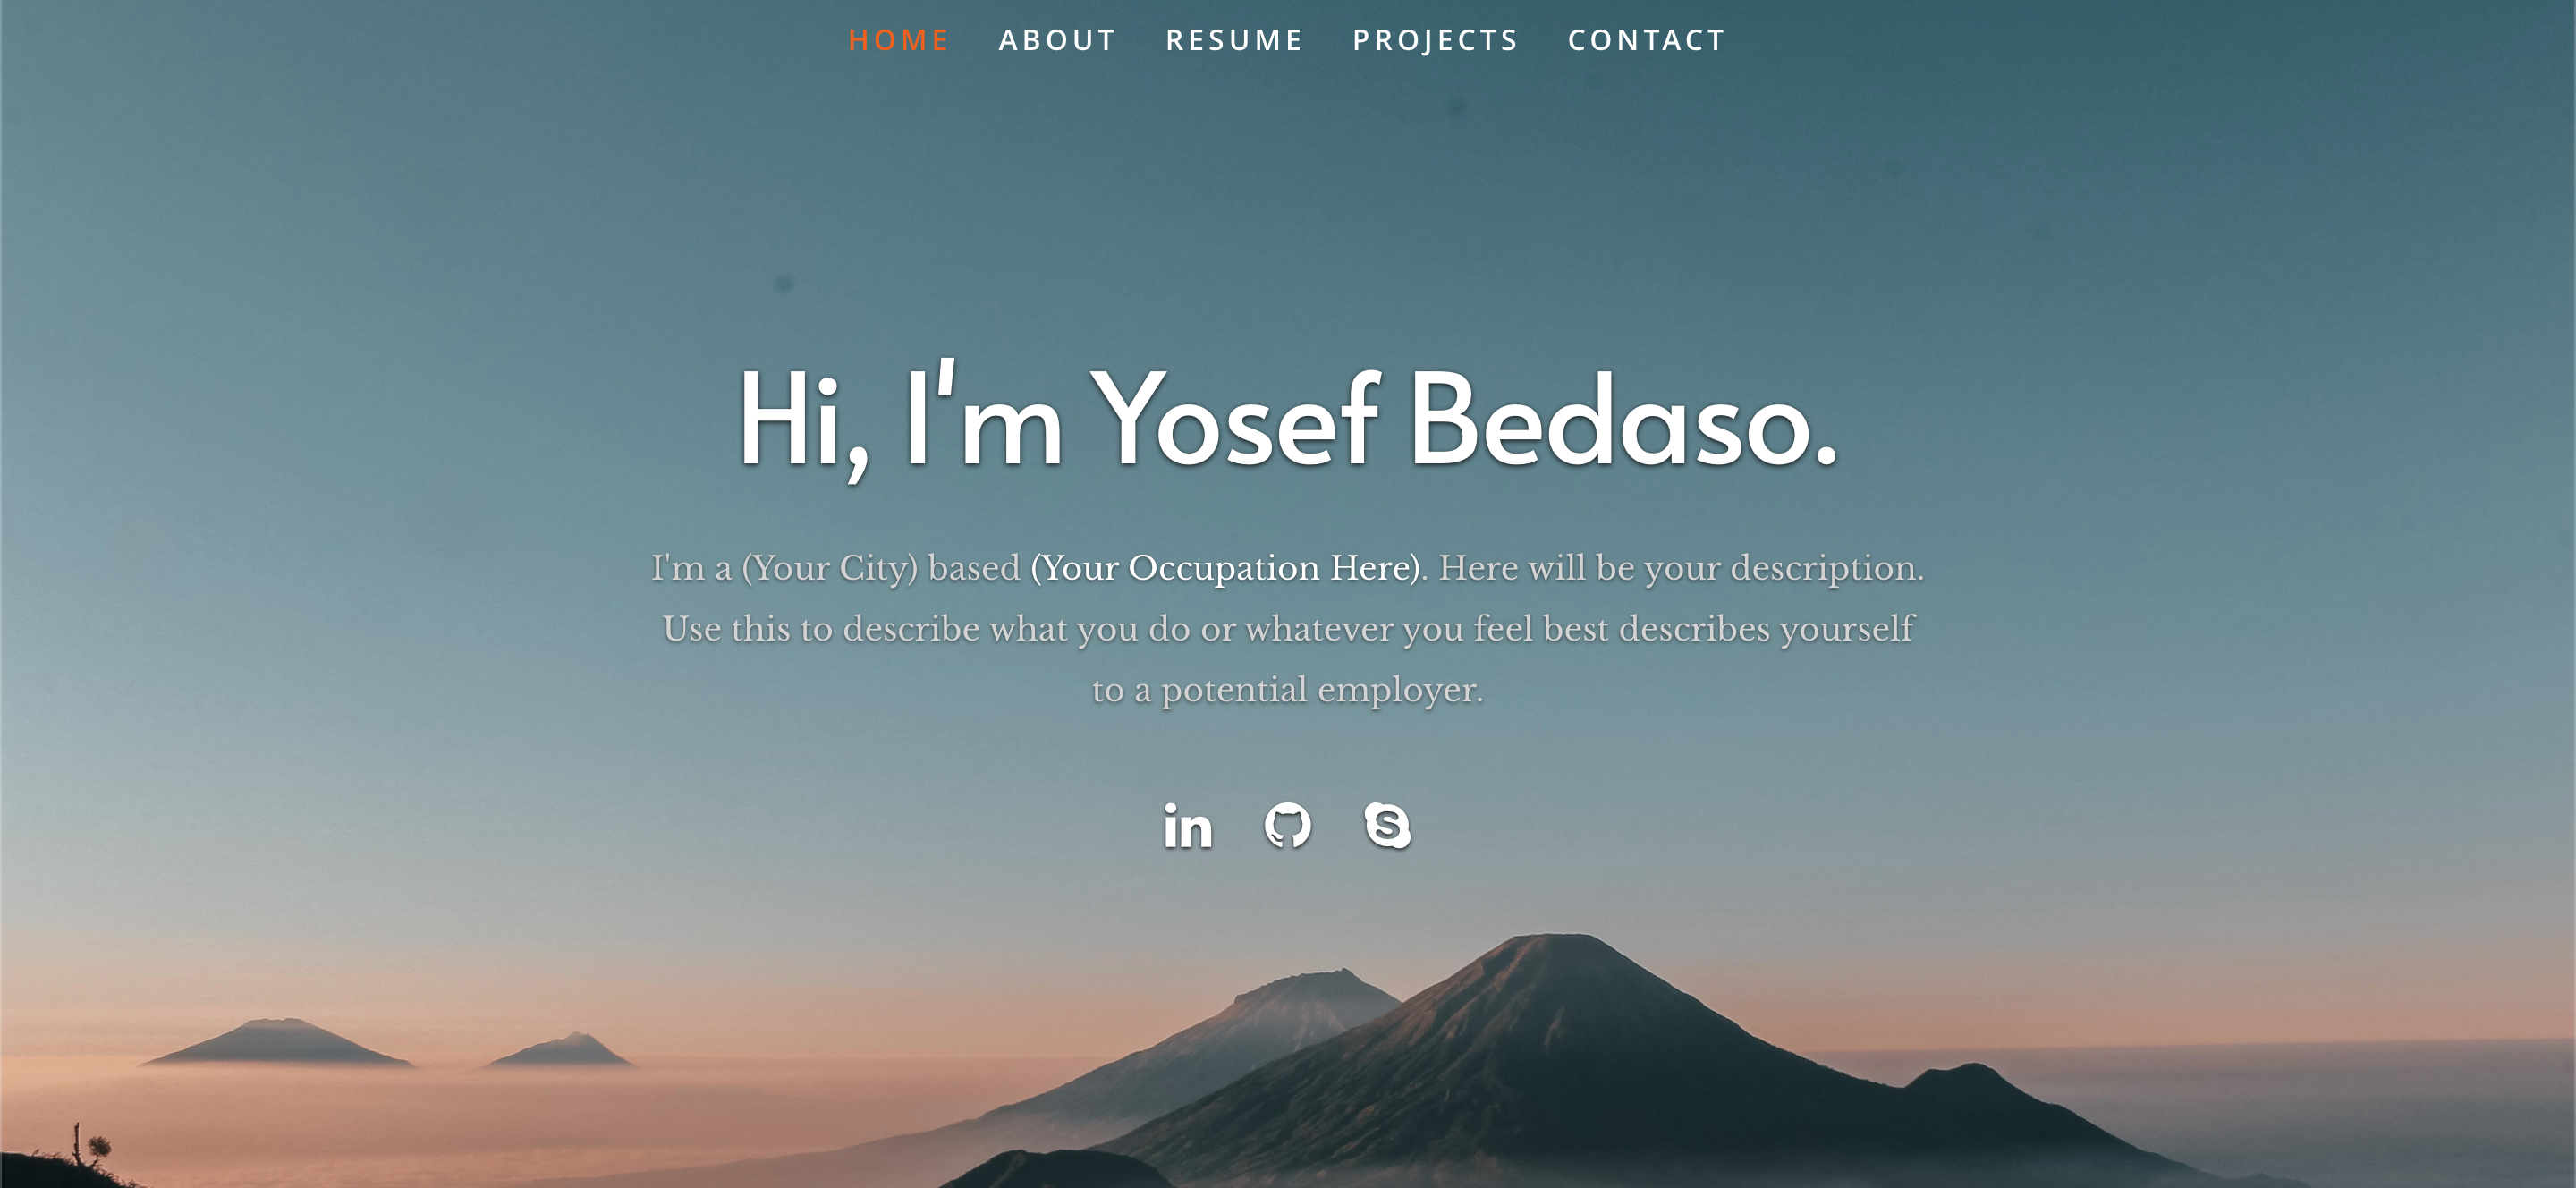 HOME ABOUT RESUME PROJECTS CONTACT
Hi, I'm Yosef Bedaso.
I'm a (Your City) based (Your Occupation Here). Here will be your description.
Use this to describe what you do or whatever you feel best describes yourself
to a potential employer.
in